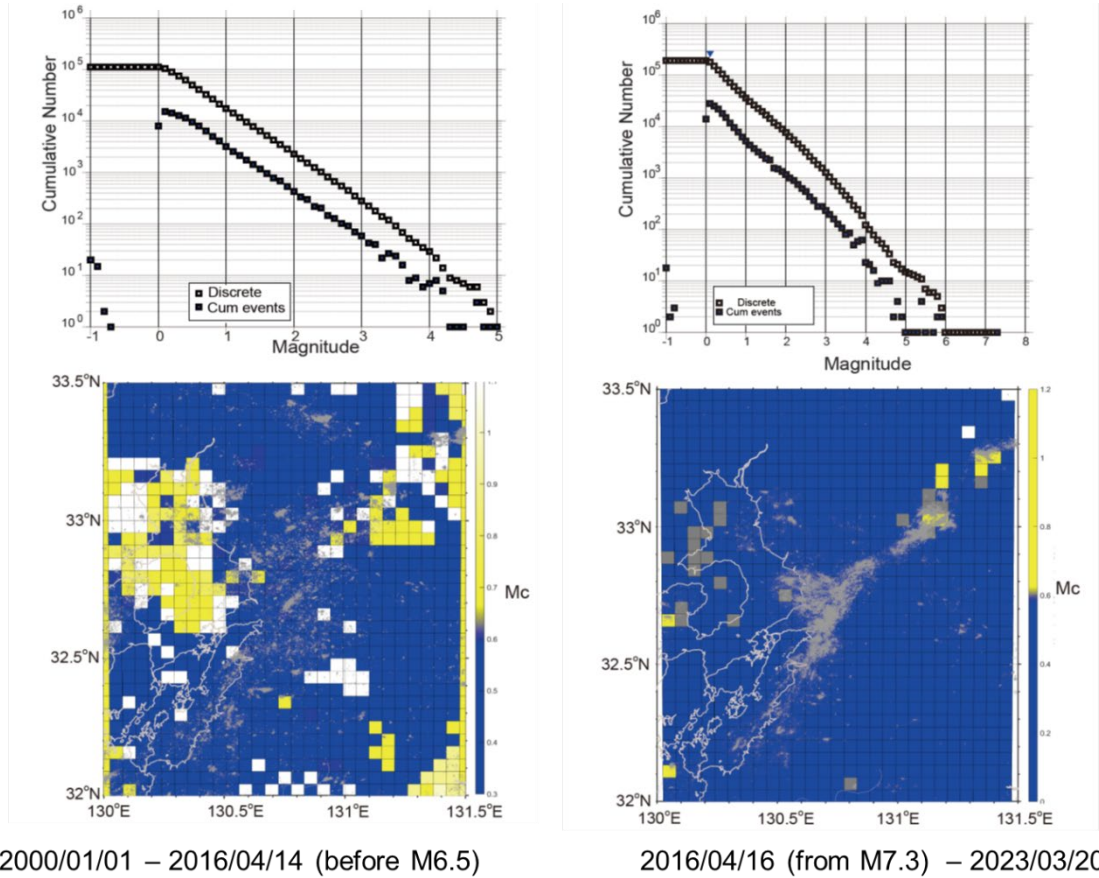 10^6
10^5
10^4
10^3
10^2
10^1
10^0
Cumulative Number
Discrete
Cum events
-1 0 1 2 3 4 5
Magnitude
10^6
10^5
10^4
10^3
10^2
10^1
10^0
Cumulative Number
Discrete
Cum events
-1 0 1 2 3 4 5 6 7 8
Magnitude
33.5°N
33°N
32.5°N
32°N
130°E 130.5°E 131°E 131.5°E
1
0.9
0.8
0.7
0.6
0.5
0.4
0.3
Mc
33.5°N
33°N
32.5°N
32°N
130°E 130.5°E 131°E 131.5°E
1.2
1
0.8
0.6
0.4
0.2
0
Mc
2000/01/01 – 2016/04/14 (before M6.5)
2016/04/16 (from M7.3) – 2023/03/20